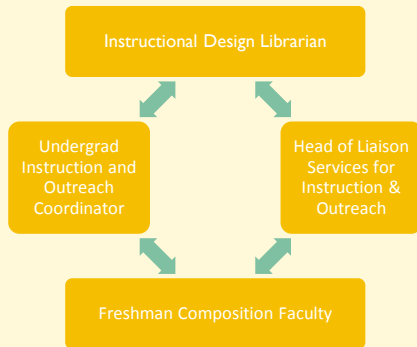 Instructional Design Librarian
Undergrad
Instruction and
Outreach
Coordinator
Head of Liaison
Services for
Instruction &
Outreach
Freshman Composition Faculty